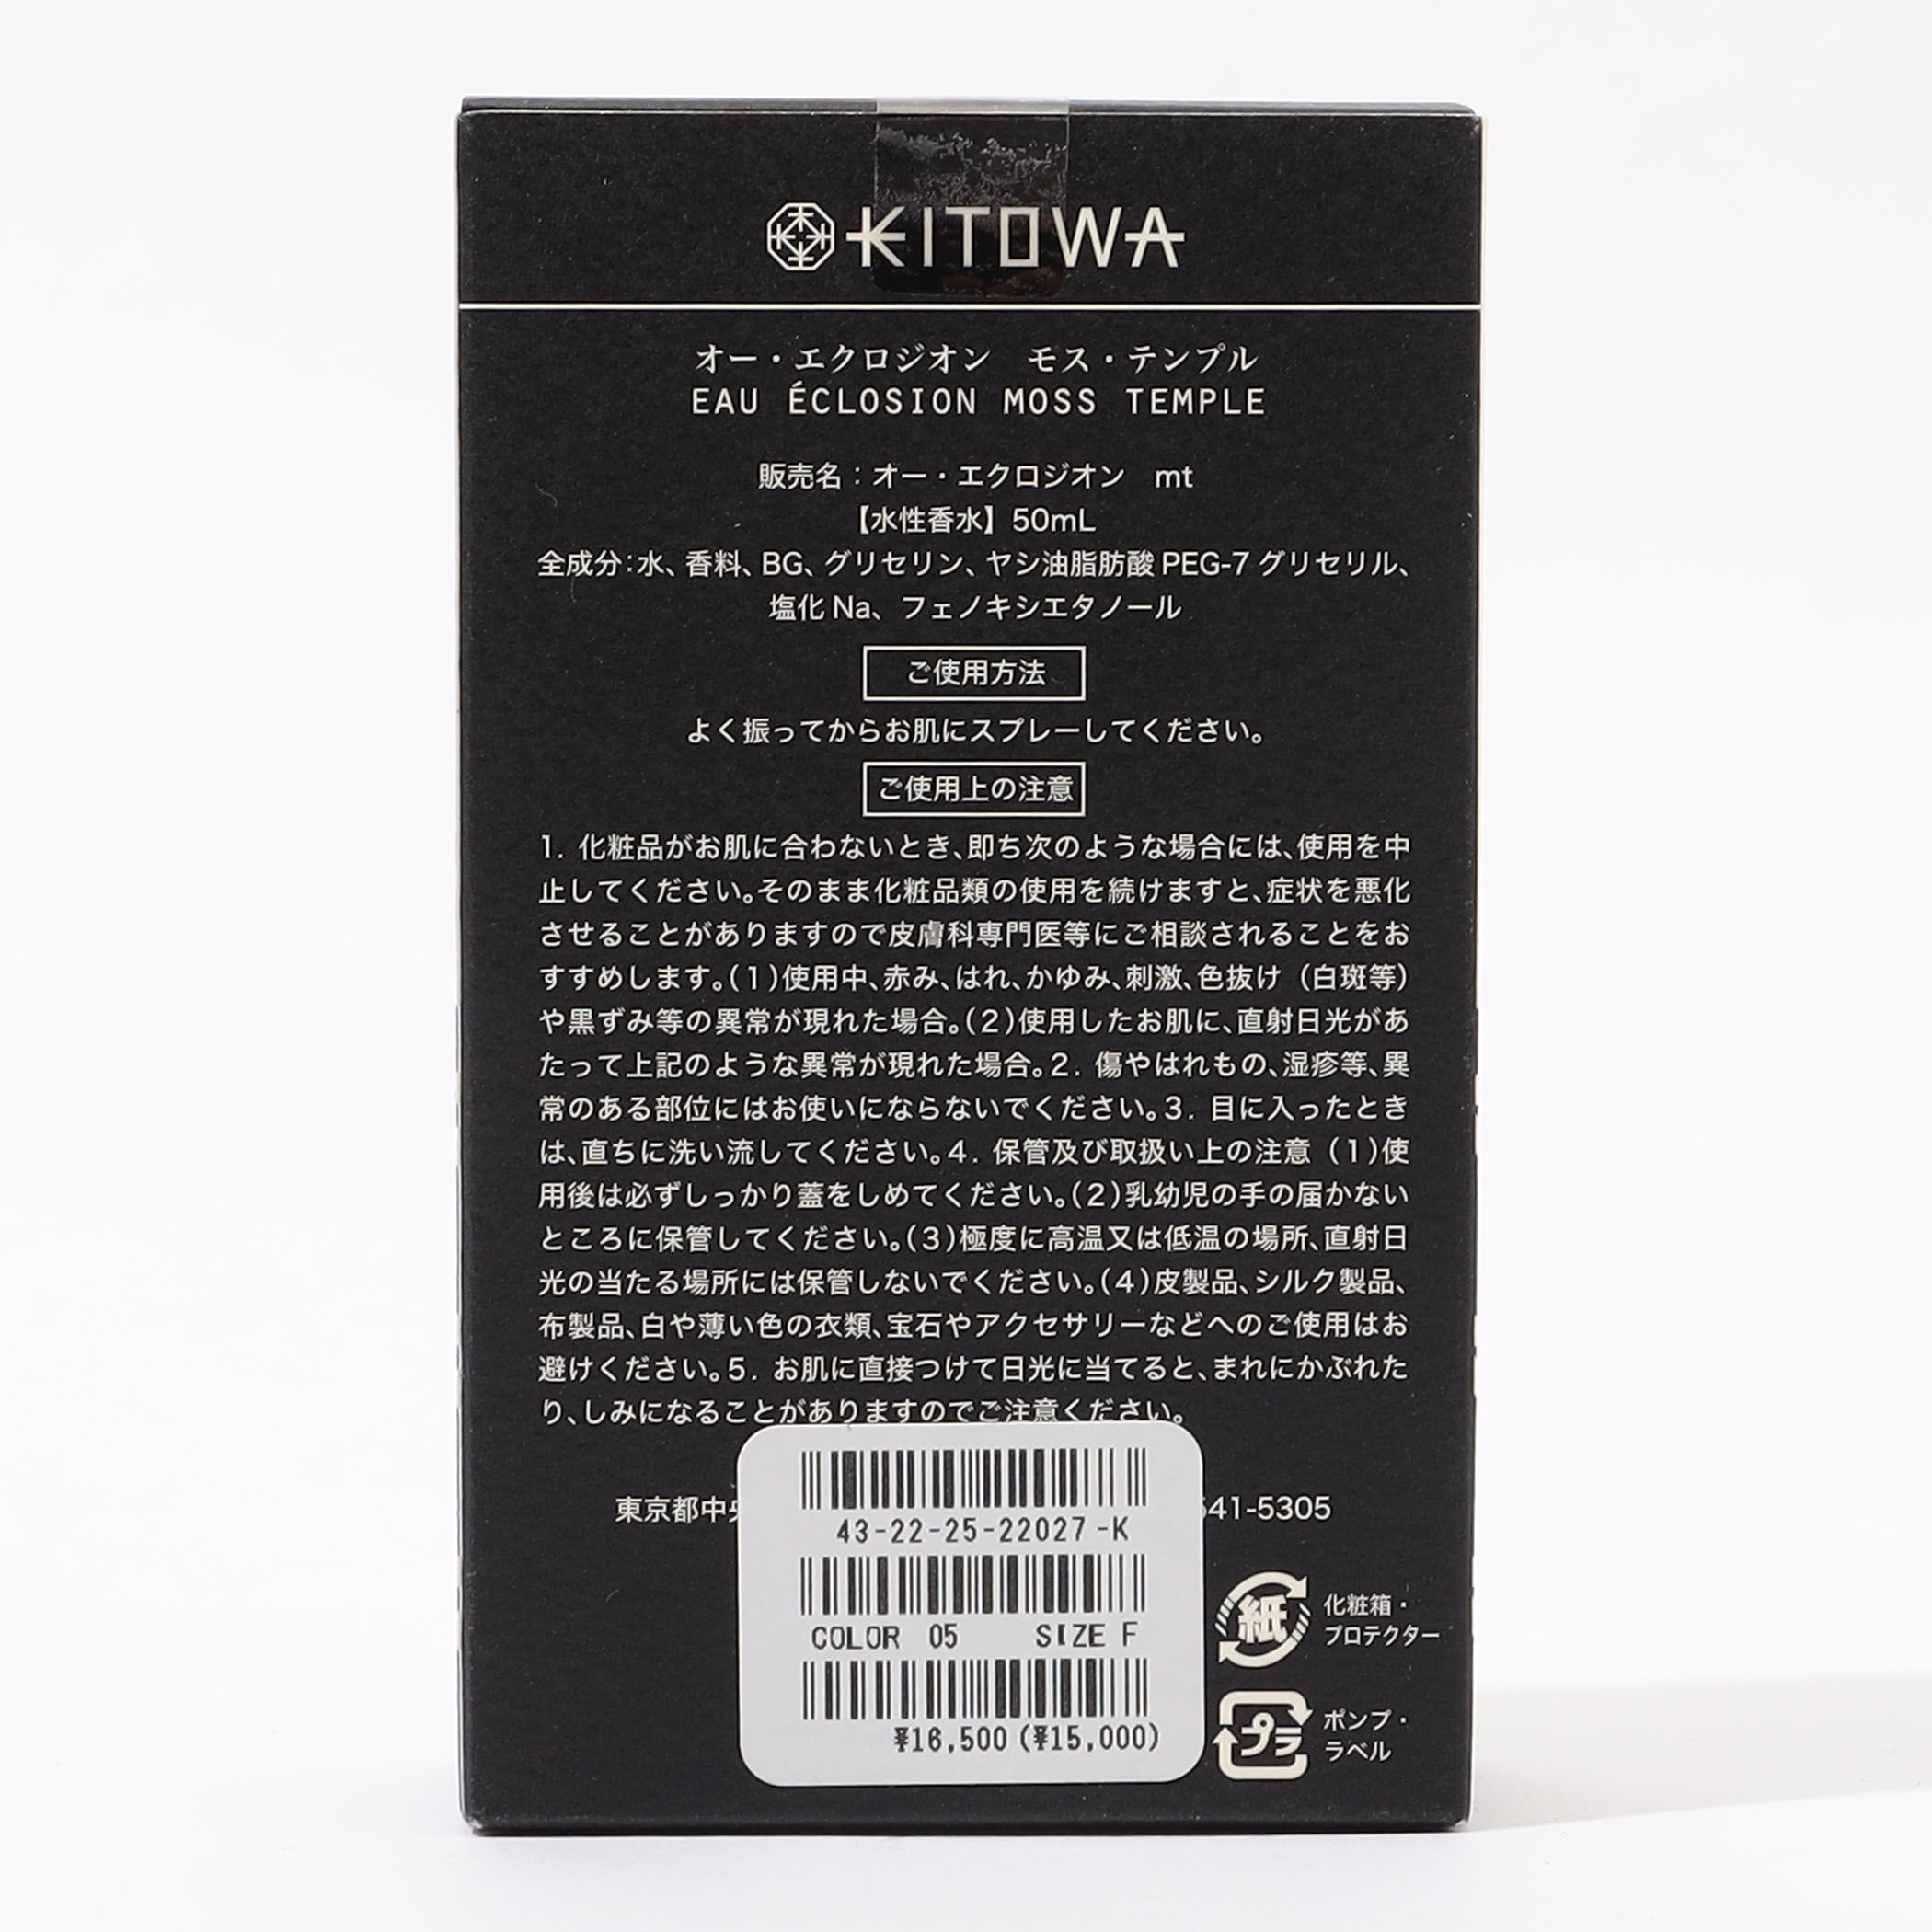 KITOWA
オー・エクロジオン　モス・テンプル
EAU ÉCLOSION MOSS TEMPLE
販売名：オー・エクロジオン　mt
【水性香水】50mL
全成分：水、香料、BG、グリセリン、ヤシ油脂肪酸PEG-7グリセリル、
塩化Na、フェノキシエタノール
ご使用方法
よく振ってからお肌にスプレーしてください。
ご使用上の注意
1. 化粧品がお肌に合わないとき、即ち次のような場合には、使用を中
止してください。そのまま化粧品類の使用を続けますと、症状を悪化
させることがありますので皮膚科専門医等にご相談されることをお
すすめします。(1)使用中、赤み、はれ、かゆみ、刺激、色抜け（白斑等）
や黒ずみ等の異常が現れた場合。(2)使用したお肌に、直射日光があ
たって上記のような異常が現れた場合。2. 傷やはれもの、湿疹等、異
常のある部位にはお使いにならないでください。3. 目に入ったとき
は、直ちに洗い流してください。4. 保管及び取扱い上の注意（1)使
用後は必ずしっかり蓋をしめてください。(2)乳幼児の手の届かない
ところに保管してください。(3)極度に高温又は低温の場所、直射日
光の当たる場所には保管しないでください。(4)皮製品、シルク製品、
布製品、白や薄い色の衣類、宝石やアクセサリーなどへのご使用はお
避けください。5. お肌に直接つけて日光に当てると、まれにかぶれた
り、しみになることがありますのでご注意ください。
東京都中央 541-5305
43-22-25-22027-K
COLOR 05 SIZE F
¥16,500(¥15,000)
紙 化粧箱・
プロテクター
プラ ポンプ・
ラベル